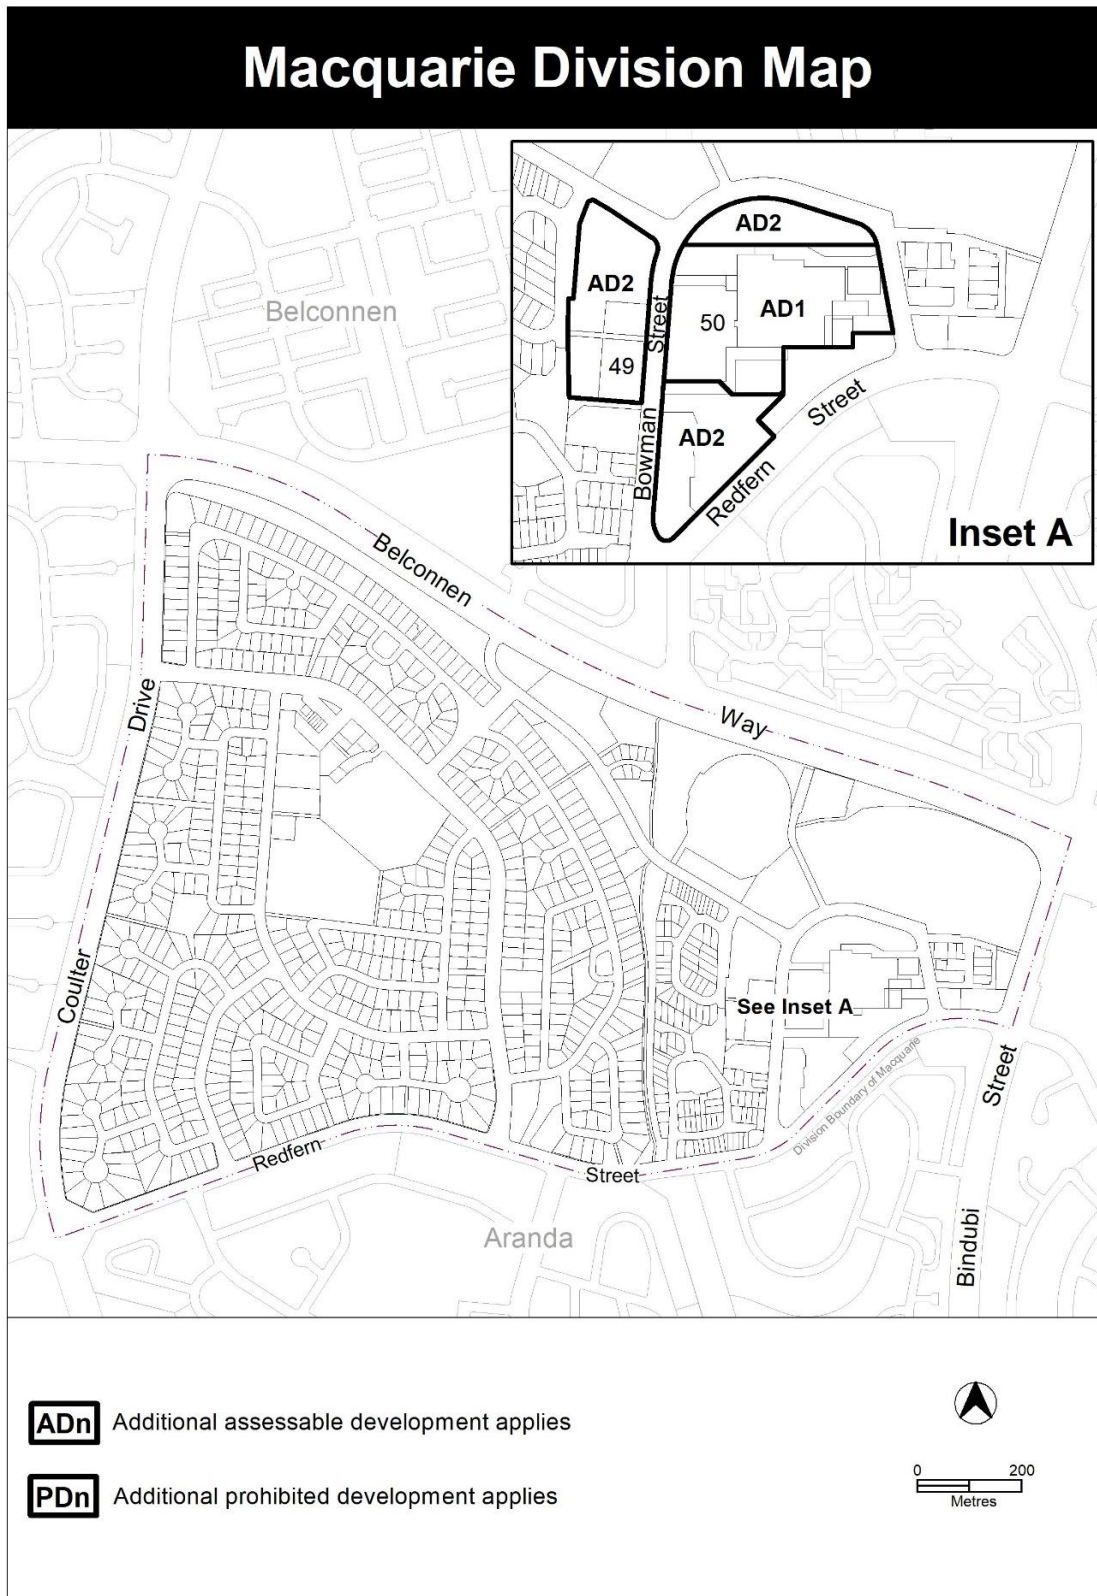 Macquarie Division Map
AD2
AD2
AD1
50
49
AD2
Street
Bowman
Street
Redfern
Inset A
Belconnen
Belconnen
Way
Drive
Coulter
See Inset A
Division Boundary of Macquarie
Street
Redfern
Street
Aranda
Bindubi
ADn Additional assessable development applies
PDn Additional prohibited development applies
0 200
Metres